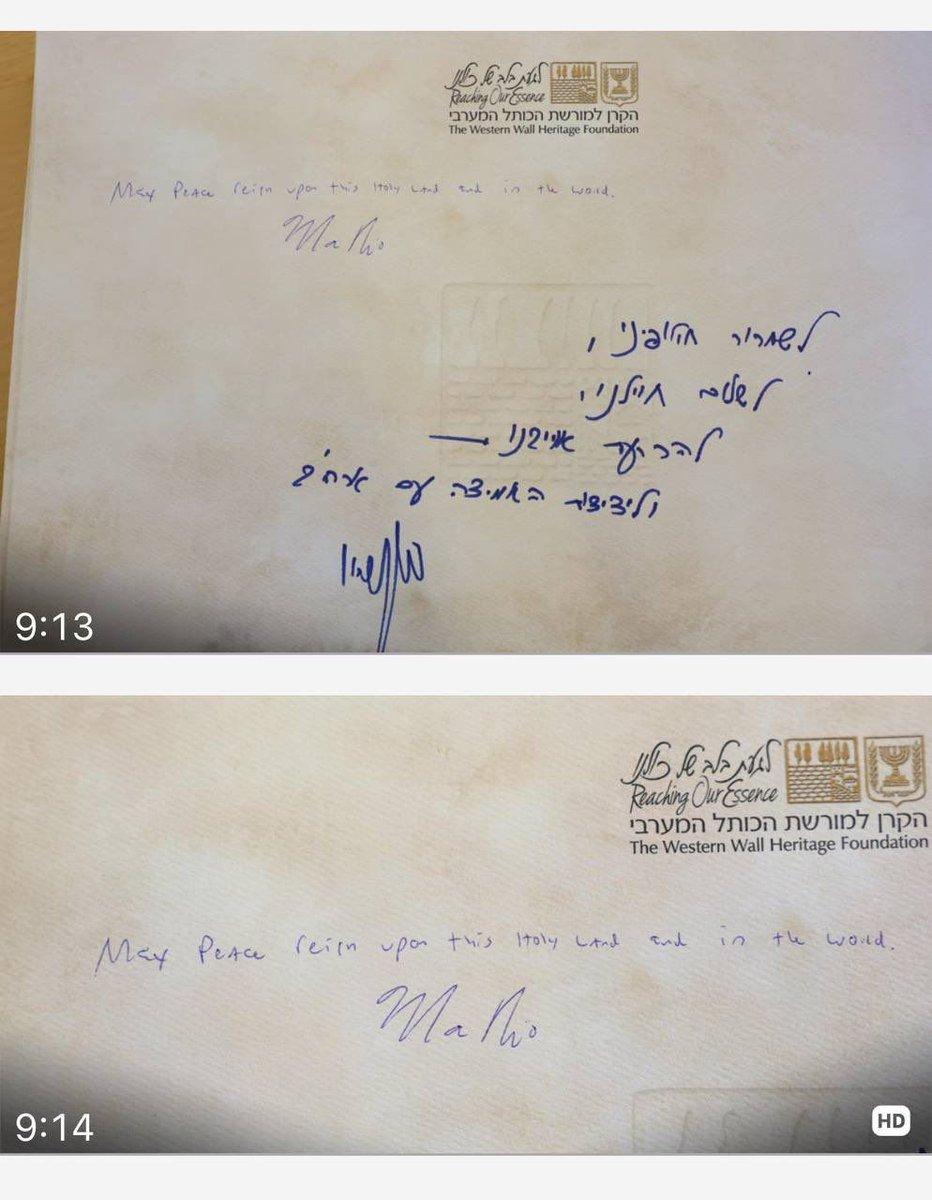 לגעת בלב של כולנו
Reaching Our Essence
הקרן למורשת הכותל המערבי
The Western Wall Heritage Foundation
May Peace reign upon this Holy Land and in the world.
לשחרור חטופינו,
לשלום חיילינו,
להכרעת אויבנו —
ולידידות האמיצה עם ארה"ב
9:13
לגעת בלב של כולנו
Reaching Our Essence
הקרן למורשת הכותל המערבי
The Western Wall Heritage Foundation
May Peace reign upon this Holy Land and in the world.
9:14
HD